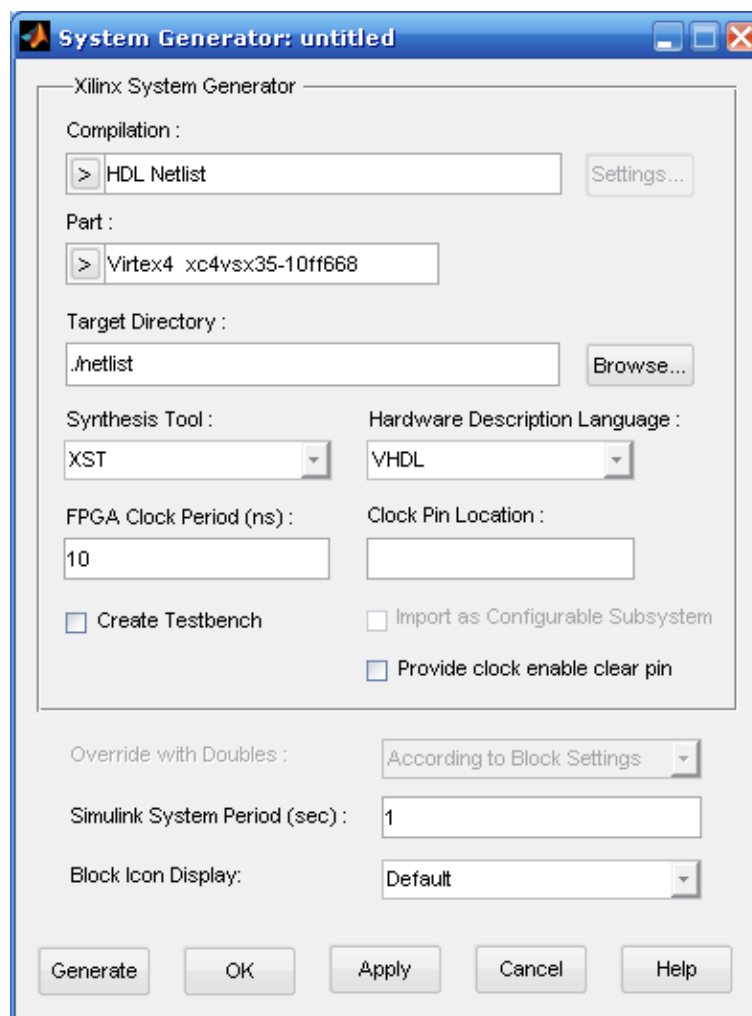 System Generator: untitled
Xilinx System Generator
Compilation :
> HDL Netlist Settings...
Part :
> Virtex4 xc4vsx35-10ff668
Target Directory :
./netlist Browse...
Synthesis Tool : Hardware Description Language :
XST VHDL
FPGA Clock Period (ns) : Clock Pin Location :
10
Create Testbench Import as Configurable Subsystem
Provide clock enable clear pin
Override with Doubles : According to Block Settings
Simulink System Period (sec) : 1
Block Icon Display: Default
Generate OK Apply Cancel Help